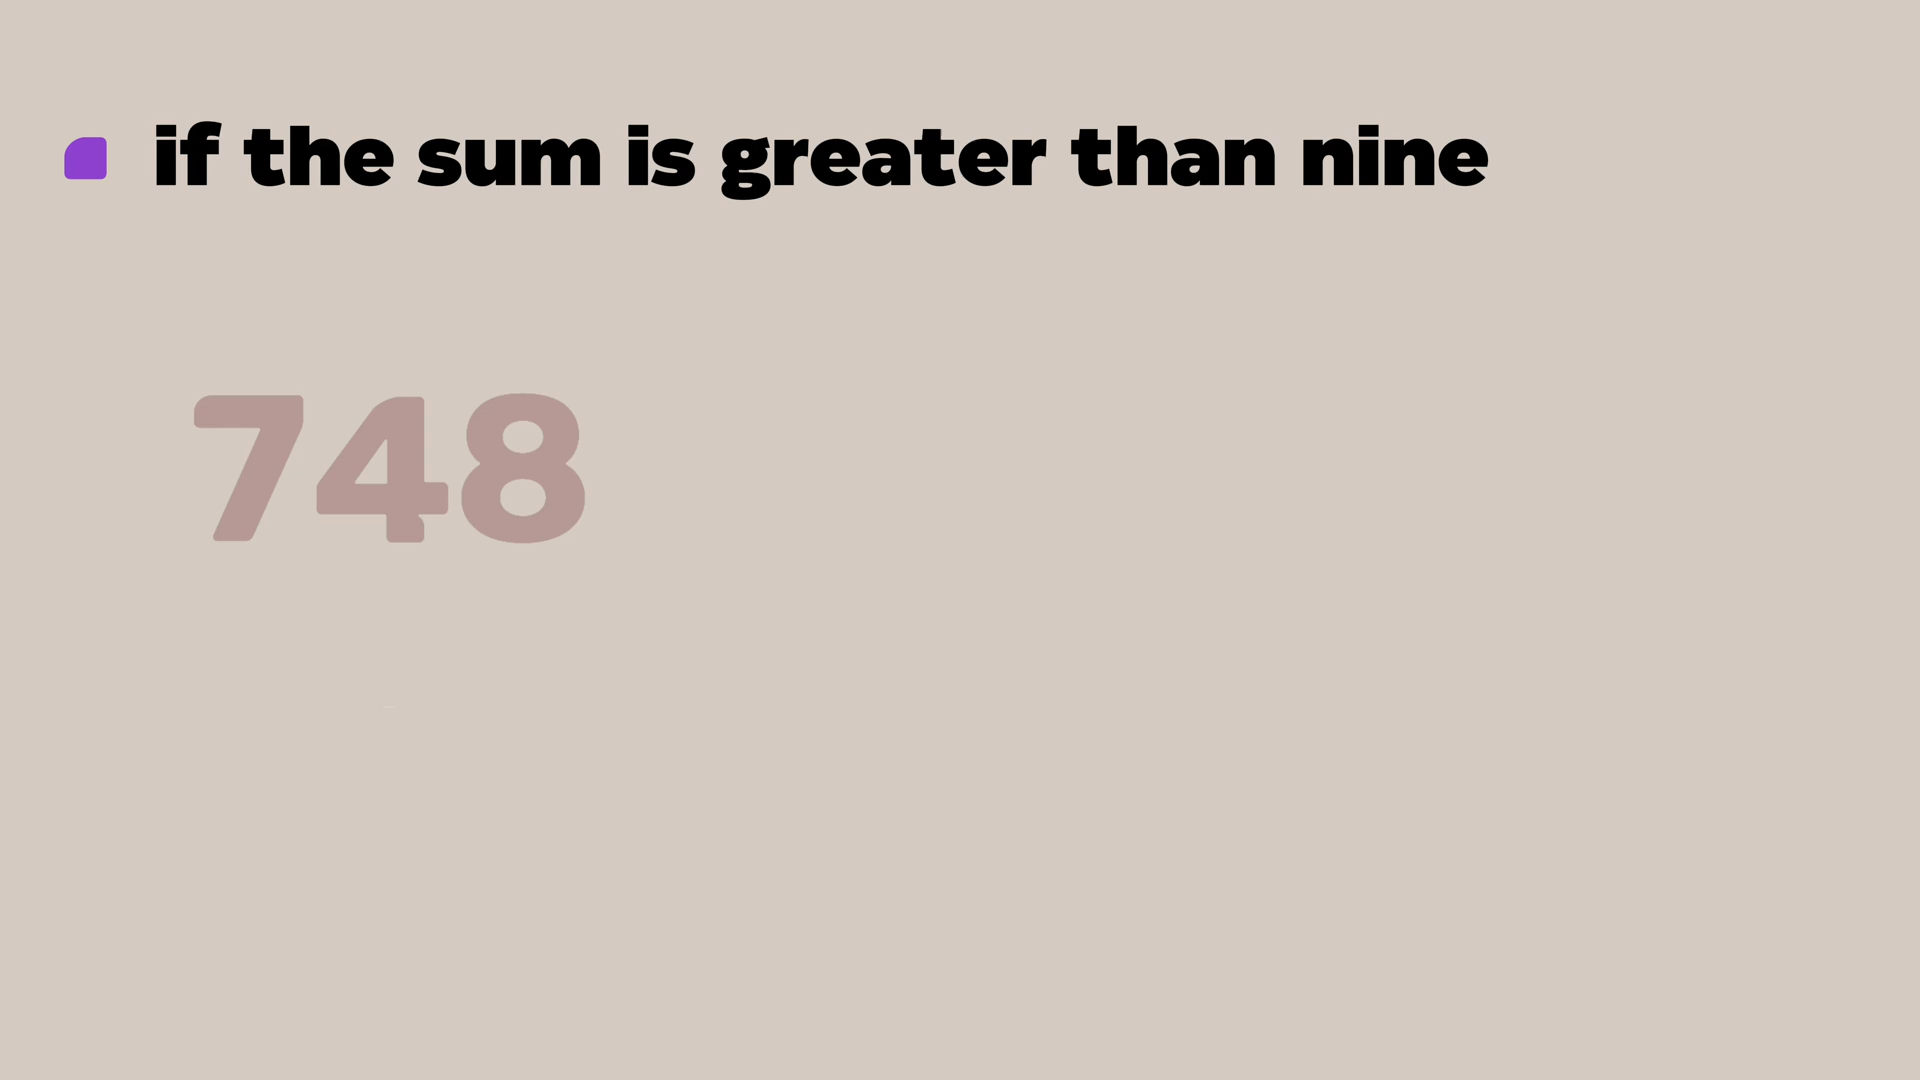 if the sum is greater than nine
748